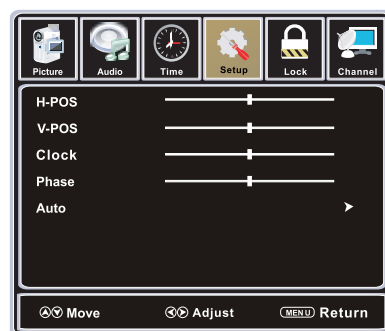 Picture Audio Time Setup Lock Channel
H-POS
V-POS
Clock
Phase
Auto
Move Adjust MENU Return